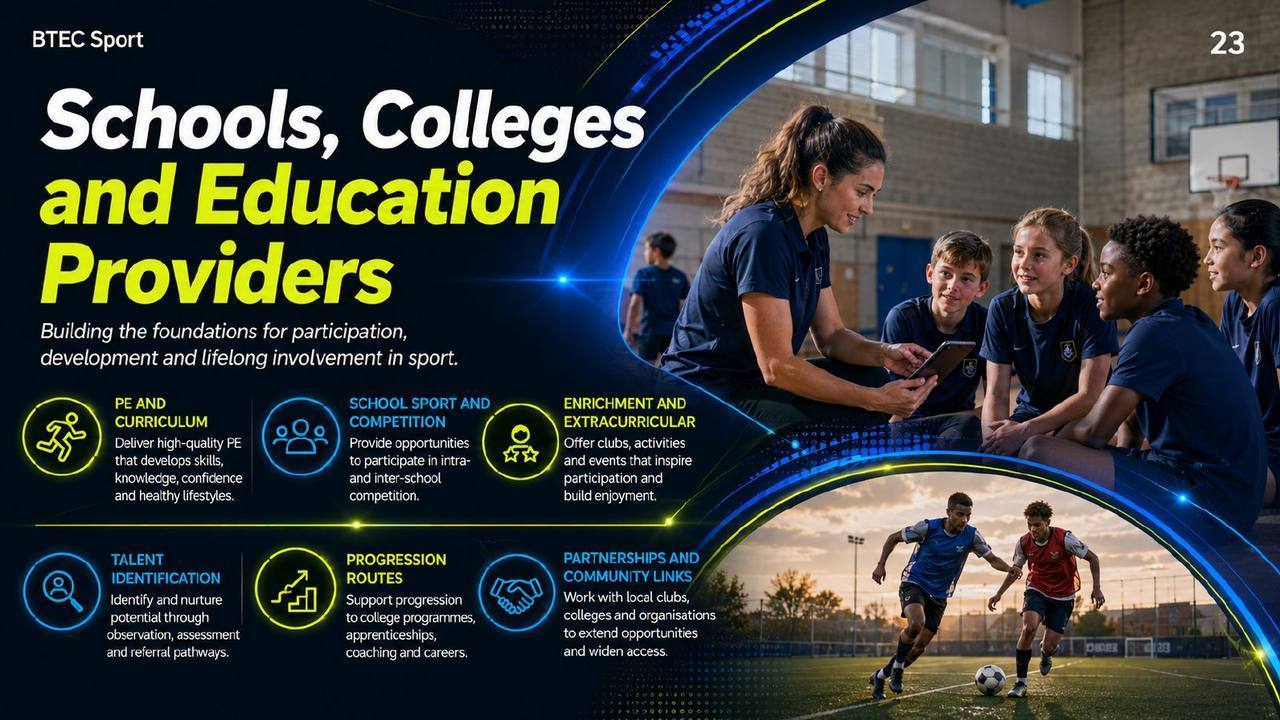 BTEC Sport
23
Schools, Colleges
and Education
Providers
Building the foundations for participation,
development and lifelong involvement in sport.
PE AND
CURRICULUM
Deliver high-quality PE
that develops skills,
knowledge, confidence
and healthy lifestyles.
SCHOOL SPORT AND
COMPETITION
Provide opportunities
to participate in intra-
and inter-school
competition.
ENRICHMENT AND
EXTRACURRICULAR
Offer clubs, activities
and events that inspire
participation and
build enjoyment.
TALENT
IDENTIFICATION
Identify and nurture
potential through
observation, assessment
and referral pathways.
PROGRESSION
ROUTES
Support progression
to college programmes,
apprenticeships,
coaching and careers.
PARTNERSHIPS AND
COMMUNITY LINKS
Work with local clubs,
colleges and organisations
to extend opportunities
and widen access.